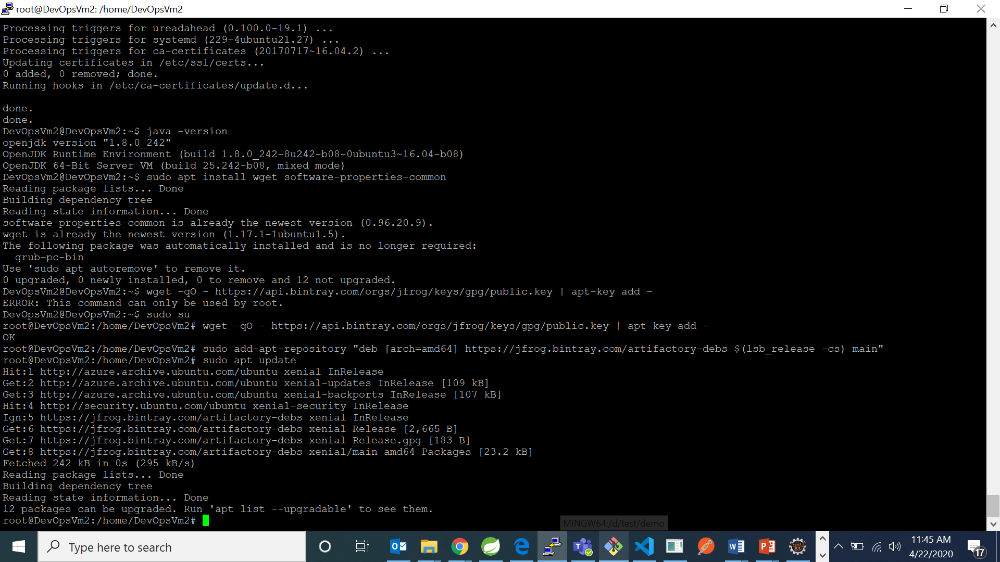 root@DevOpsVm2: /home/DevOpsVm2
Processing triggers for ureadahead (0.100.0-19.1) ...
Processing triggers for systemd (229-4ubuntu21.27) ...
Processing triggers for ca-certificates (20170717~16.04.2) ...
Updating certificates in /etc/ssl/certs...
0 added, 0 removed; done.
Running hooks in /etc/ca-certificates/update.d...
done.
done.
DevOpsVm2@DevOpsVm2:~$ java -version
openjdk version "1.8.0_242"
OpenJDK Runtime Environment (build 1.8.0_242-8u242-b08-0ubuntu3~16.04-b08)
OpenJDK 64-Bit Server VM (build 25.242-b08, mixed mode)
DevOpsVm2@DevOpsVm2:~$ sudo apt install wget software-properties-common
Reading package lists... Done
Building dependency tree
Reading state information... Done
software-properties-common is already the newest version (0.96.20.9).
wget is already the newest version (1.17.1-1ubuntu1.5).
The following package was automatically installed and is no longer required:
  grub-pc-bin
Use 'sudo apt autoremove' to remove it.
0 upgraded, 0 newly installed, 0 to remove and 12 not upgraded.
DevOpsVm2@DevOpsVm2:~$ wget -qO - https://api.bintray.com/orgs/jfrog/keys/gpg/public.key | apt-key add -
ERROR: This command can only be used by root.
DevOpsVm2@DevOpsVm2:~$ sudo su
root@DevOpsVm2:/home/DevOpsVm2# wget -qO - https://api.bintray.com/orgs/jfrog/keys/gpg/public.key | apt-key add -
OK
root@DevOpsVm2:/home/DevOpsVm2# sudo add-apt-repository "deb [arch=amd64] https://jfrog.bintray.com/artifactory-debs $(lsb_release -cs) main"
root@DevOpsVm2:/home/DevOpsVm2# sudo apt update
Hit:1 http://azure.archive.ubuntu.com/ubuntu xenial InRelease
Get:2 http://azure.archive.ubuntu.com/ubuntu xenial-updates InRelease [109 kB]
Get:3 http://azure.archive.ubuntu.com/ubuntu xenial-backports InRelease [107 kB]
Hit:4 http://security.ubuntu.com/ubuntu xenial-security InRelease
Ign:5 https://jfrog.bintray.com/artifactory-debs xenial InRelease
Get:6 https://jfrog.bintray.com/artifactory-debs xenial Release [2,665 B]
Get:7 https://jfrog.bintray.com/artifactory-debs xenial Release.gpg [183 B]
Get:8 https://jfrog.bintray.com/artifactory-debs xenial/main amd64 Packages [23.2 kB]
Fetched 242 kB in 0s (295 kB/s)
Reading package lists... Done
Building dependency tree
Reading state information... Done
12 packages can be upgraded. Run 'apt list --upgradable' to see them.
root@DevOpsVm2:/home/DevOpsVm2#
MINGW64:/d/test/demo
Type here to search
11:45 AM
4/22/2020
17